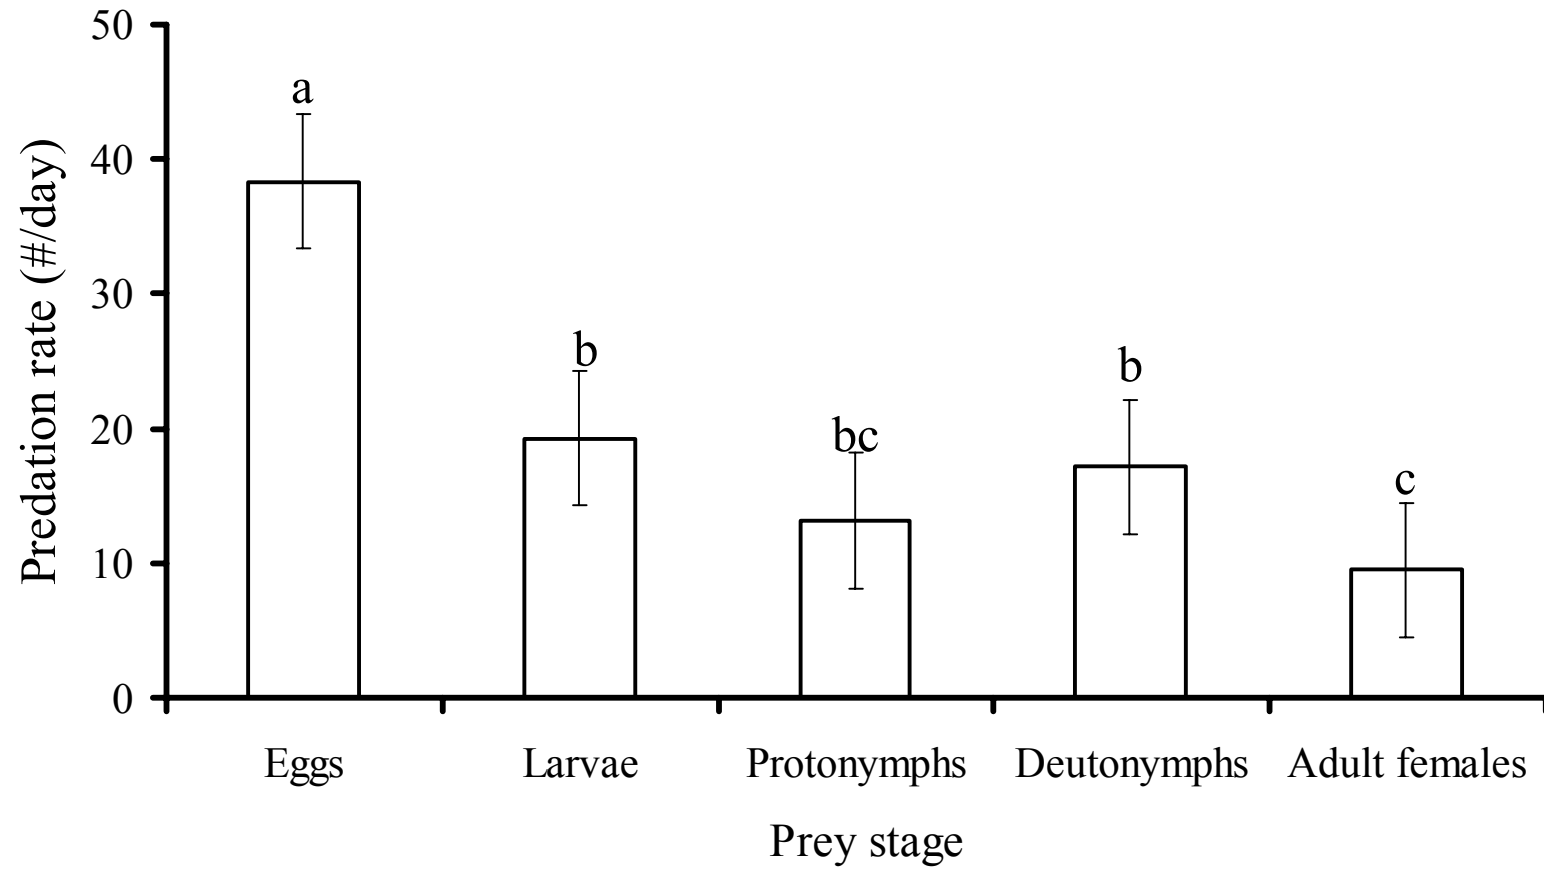 Predation rate (#/day)
50
40
30
20
10
0
a
b
bc
b
c
Eggs
Larvae
Protonymphs
Deutonymphs
Adult females
Prey stage